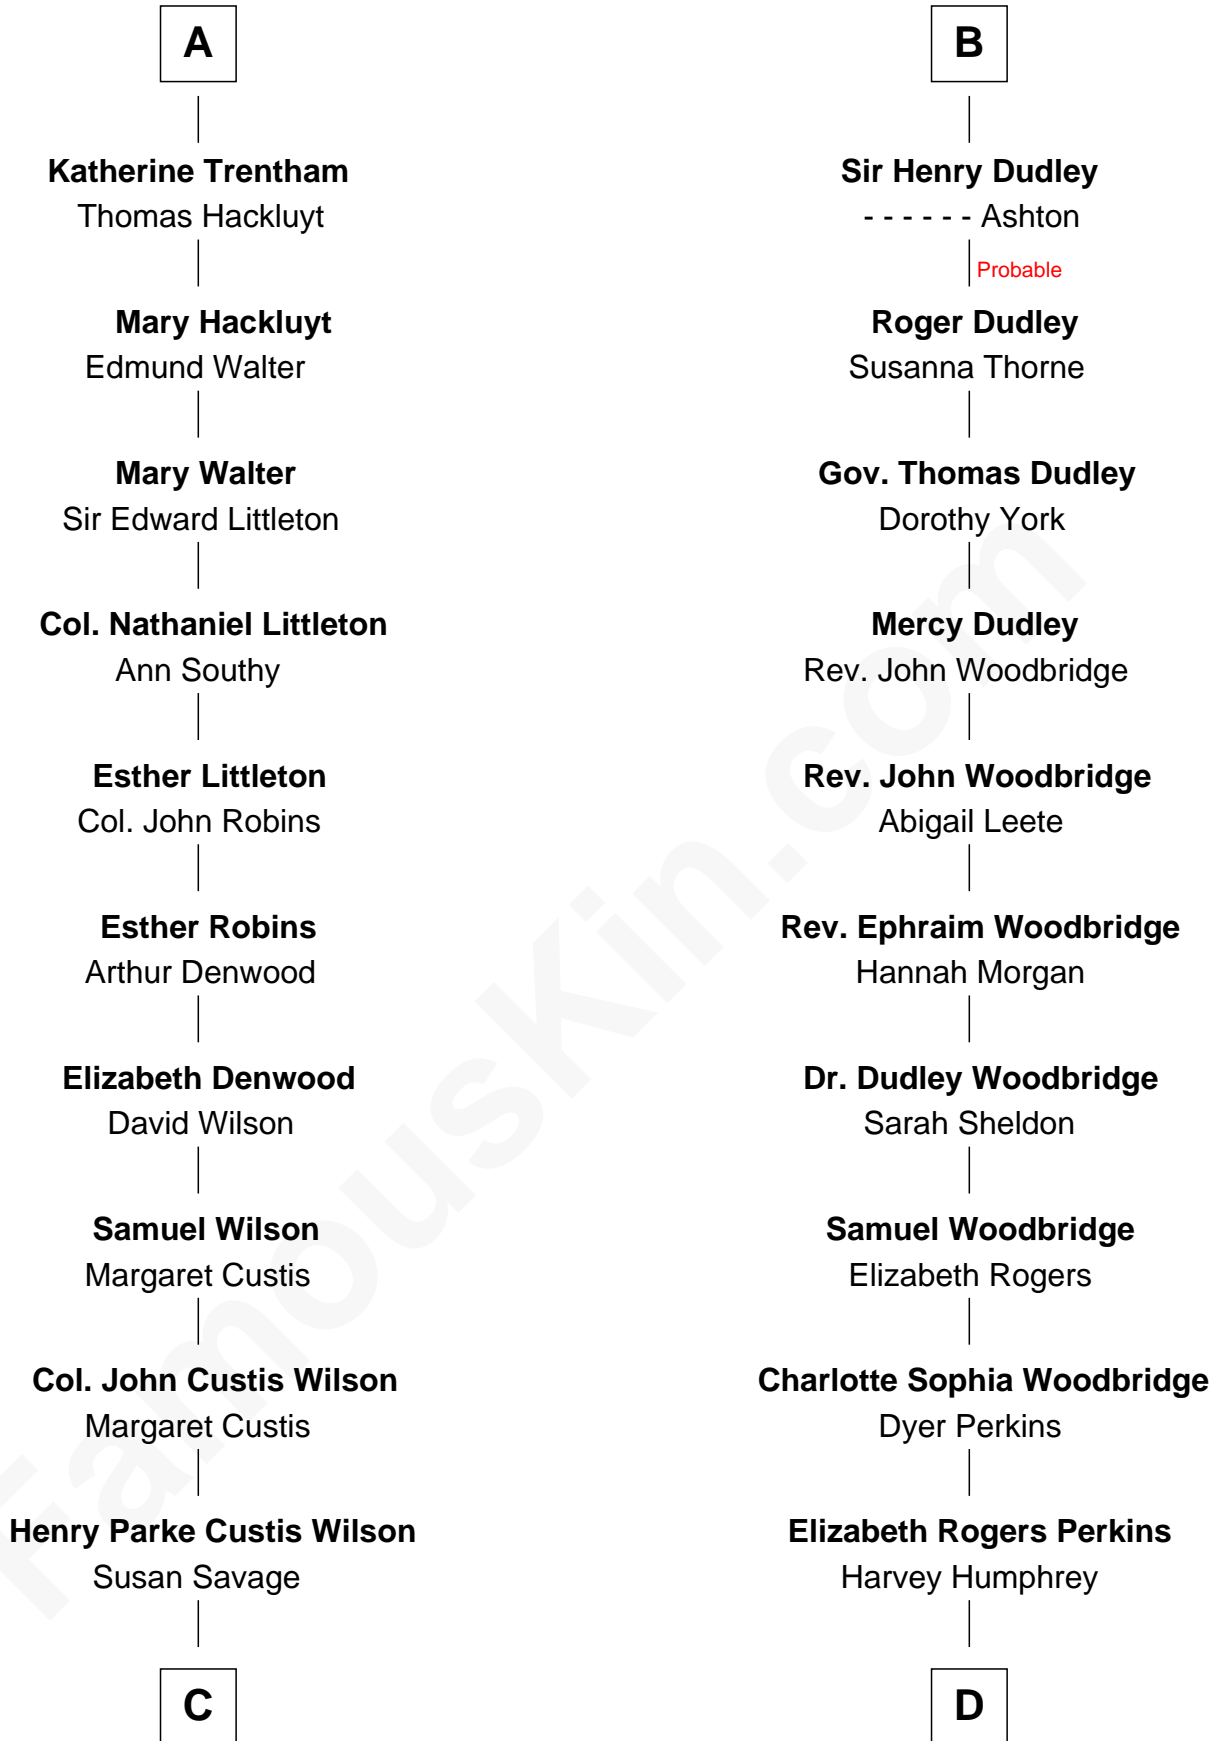 A
Katherine Trentham
Thomas Hackluyt
Mary Hackluyt
Edmund Walter
Mary Walter
Sir Edward Littleton
Col. Nathaniel Littleton
Ann Southy
Esther Littleton
Col. John Robins
Esther Robins
Arthur Denwood
Elizabeth Denwood
David Wilson
Samuel Wilson
Margaret Custis
Col. John Custis Wilson
Margaret Custis
Henry Parke Custis Wilson
Susan Savage
C
B
Sir Henry Dudley
- - - - - - Ashton
Probable
Roger Dudley
Susanna Thorne
Gov. Thomas Dudley
Dorothy York
Mercy Dudley
Rev. John Woodbridge
Rev. John Woodbridge
Abigail Leete
Rev. Ephraim Woodbridge
Hannah Morgan
Dr. Dudley Woodbridge
Sarah Sheldon
Samuel Woodbridge
Elizabeth Rogers
Charlotte Sophia Woodbridge
Dyer Perkins
Elizabeth Rogers Perkins
Harvey Humphrey
D
FamousKin.com